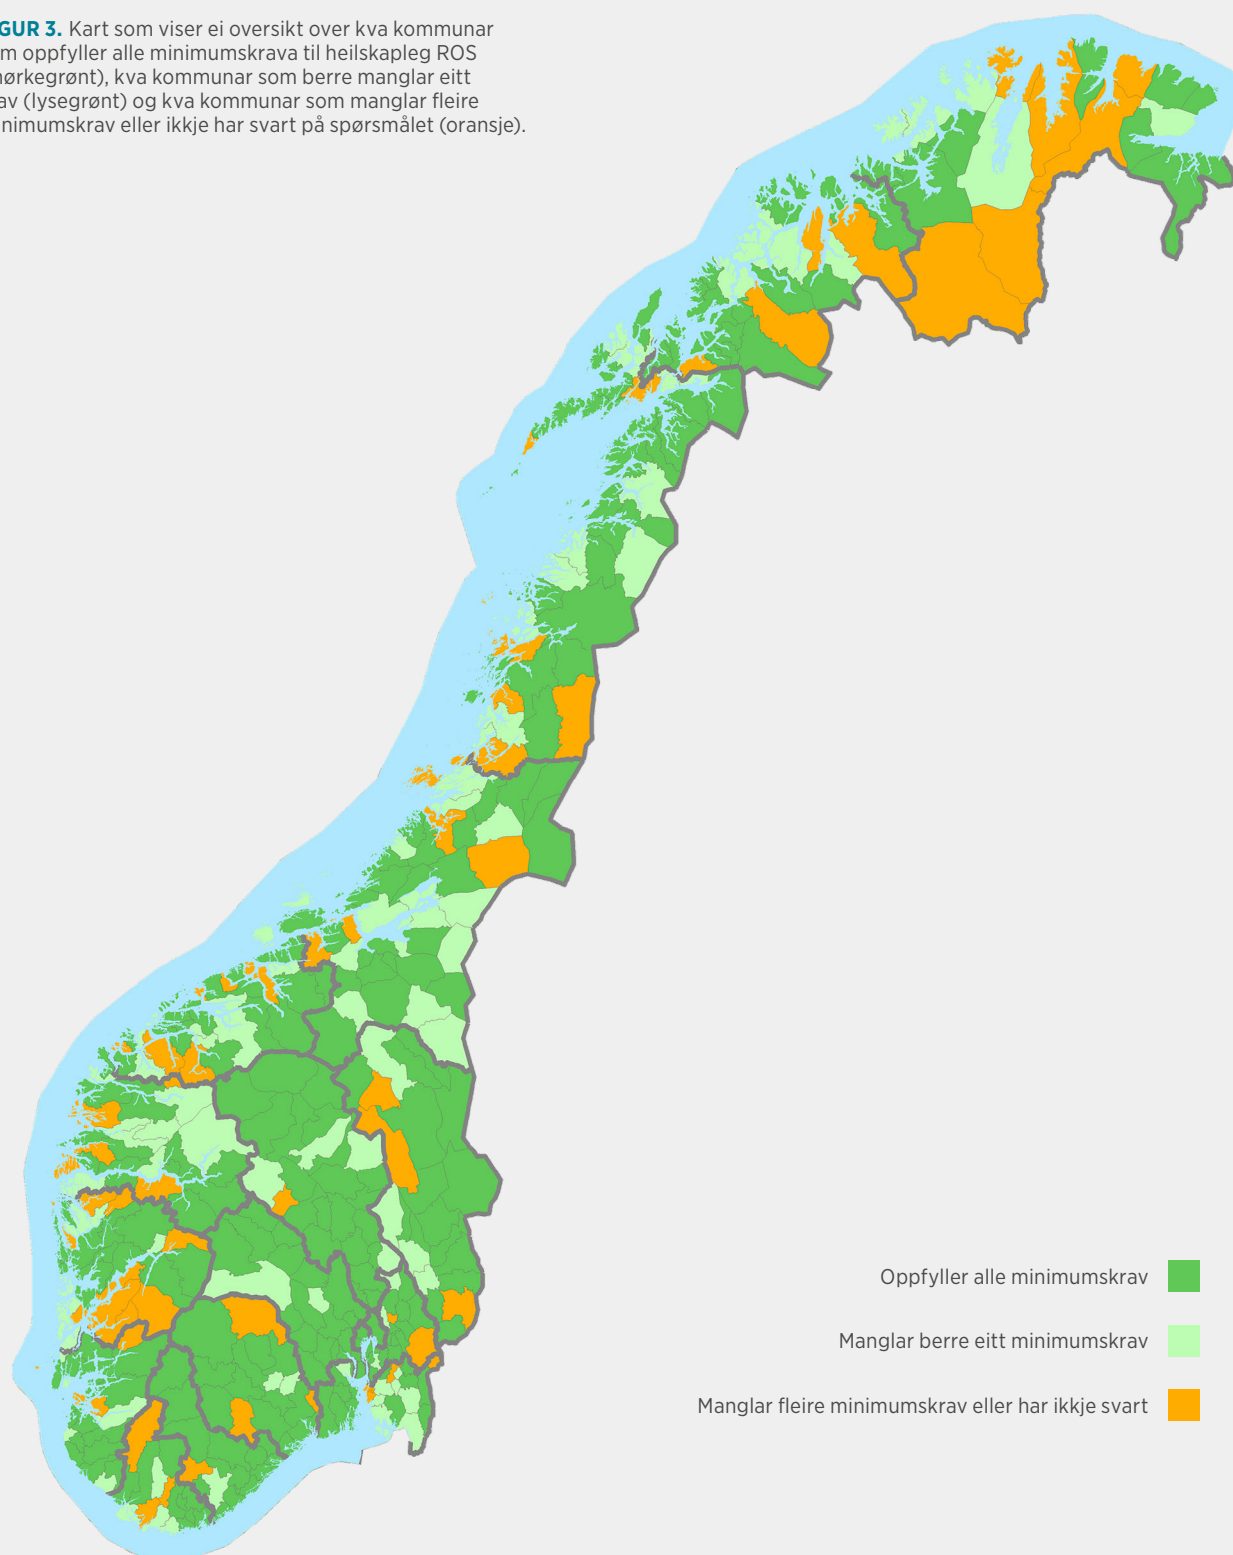 GUR 3. Kart som viser ei oversikt over kva kommunar
m oppfyller alle minimumskrava til heilskapleg ROS
ørkegrønt), kva kommunar som berre manglar eitt
av (lysegrønt) og kva kommunar som manglar fleire
nimumskrav eller ikkje har svart på spørsmålet (oransje).
Oppfyller alle minimumskrav
Manglar berre eitt minimumskrav
Manglar fleire minimumskrav eller har ikkje svart